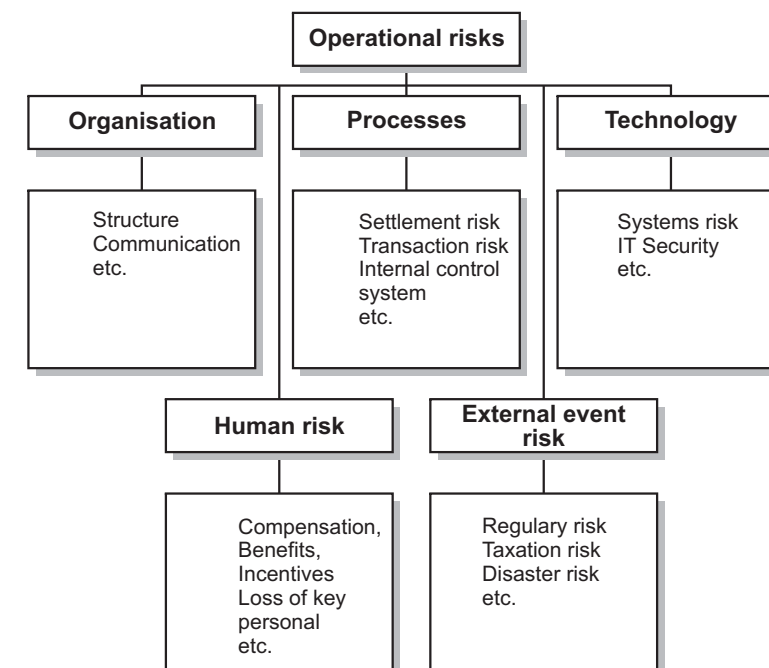 Operational risks
Organisation
Processes
Technology
Structure
Communication
etc.
Settlement risk
Transaction risk
Internal control
system
etc.
Systems risk
IT Security
etc.
Human risk
External event
risk
Compensation,
Benefits,
Incentives
Loss of key
personal
etc.
Regulary risk
Taxation risk
Disaster risk
etc.